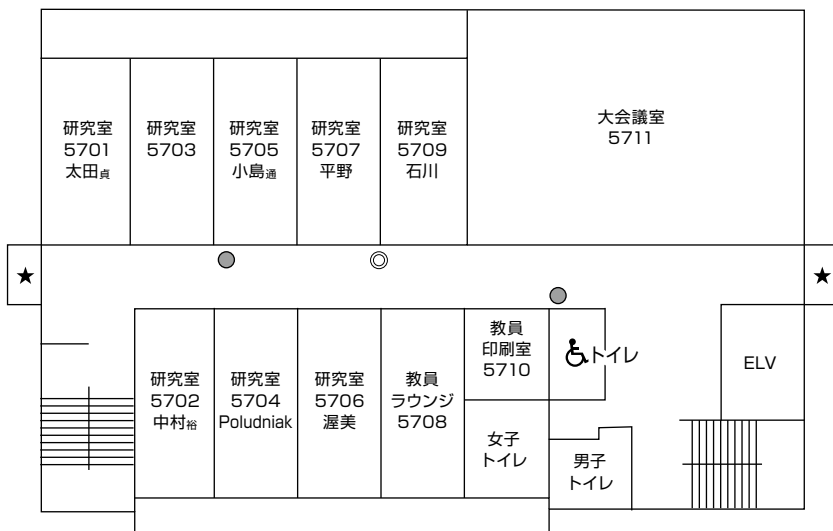 研究室
5701
太田貞
研究室
5703
研究室
5705
小島通
研究室
5707
平野
研究室
5709
石川
大会議室
5711
★
★
研究室
5702
中村裕
研究室
5704
Poludniak
研究室
5706
渥美
教員
ラウンジ
5708
教員
印刷室
5710
トイレ
ELV
女子
トイレ
男子
トイレ